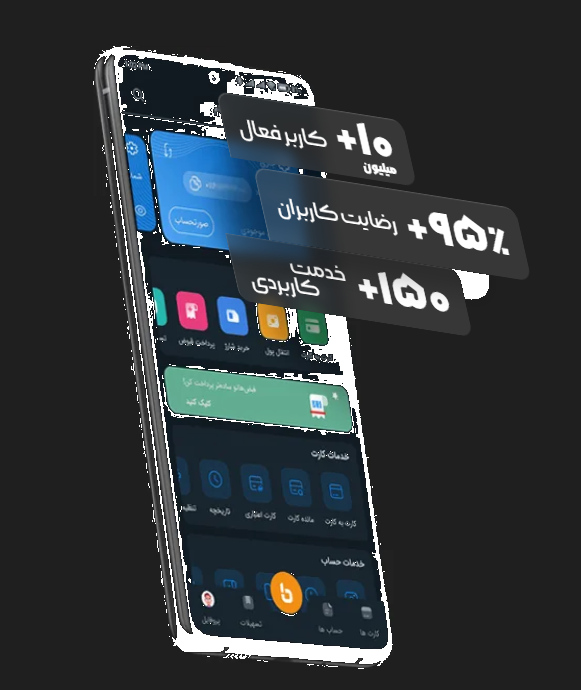 +۱۰ میلیون کاربر فعال
+۹۵٪ رضایت کاربران
+۱۵۰ خدمت کاربردی
صورتحساب
انتقال پول
خرید شارژ
پرداخت قبوض
قبض‌هاتو ساده‌تر پرداخت کن!
کلیک کنید
خدمات کارت
کارت به کارت
مانده کارت
کارت اعتباری
تاریخچه
تنظیم
خدمات حساب
کارت ها
حساب ها
تسهیلات
پروفایل